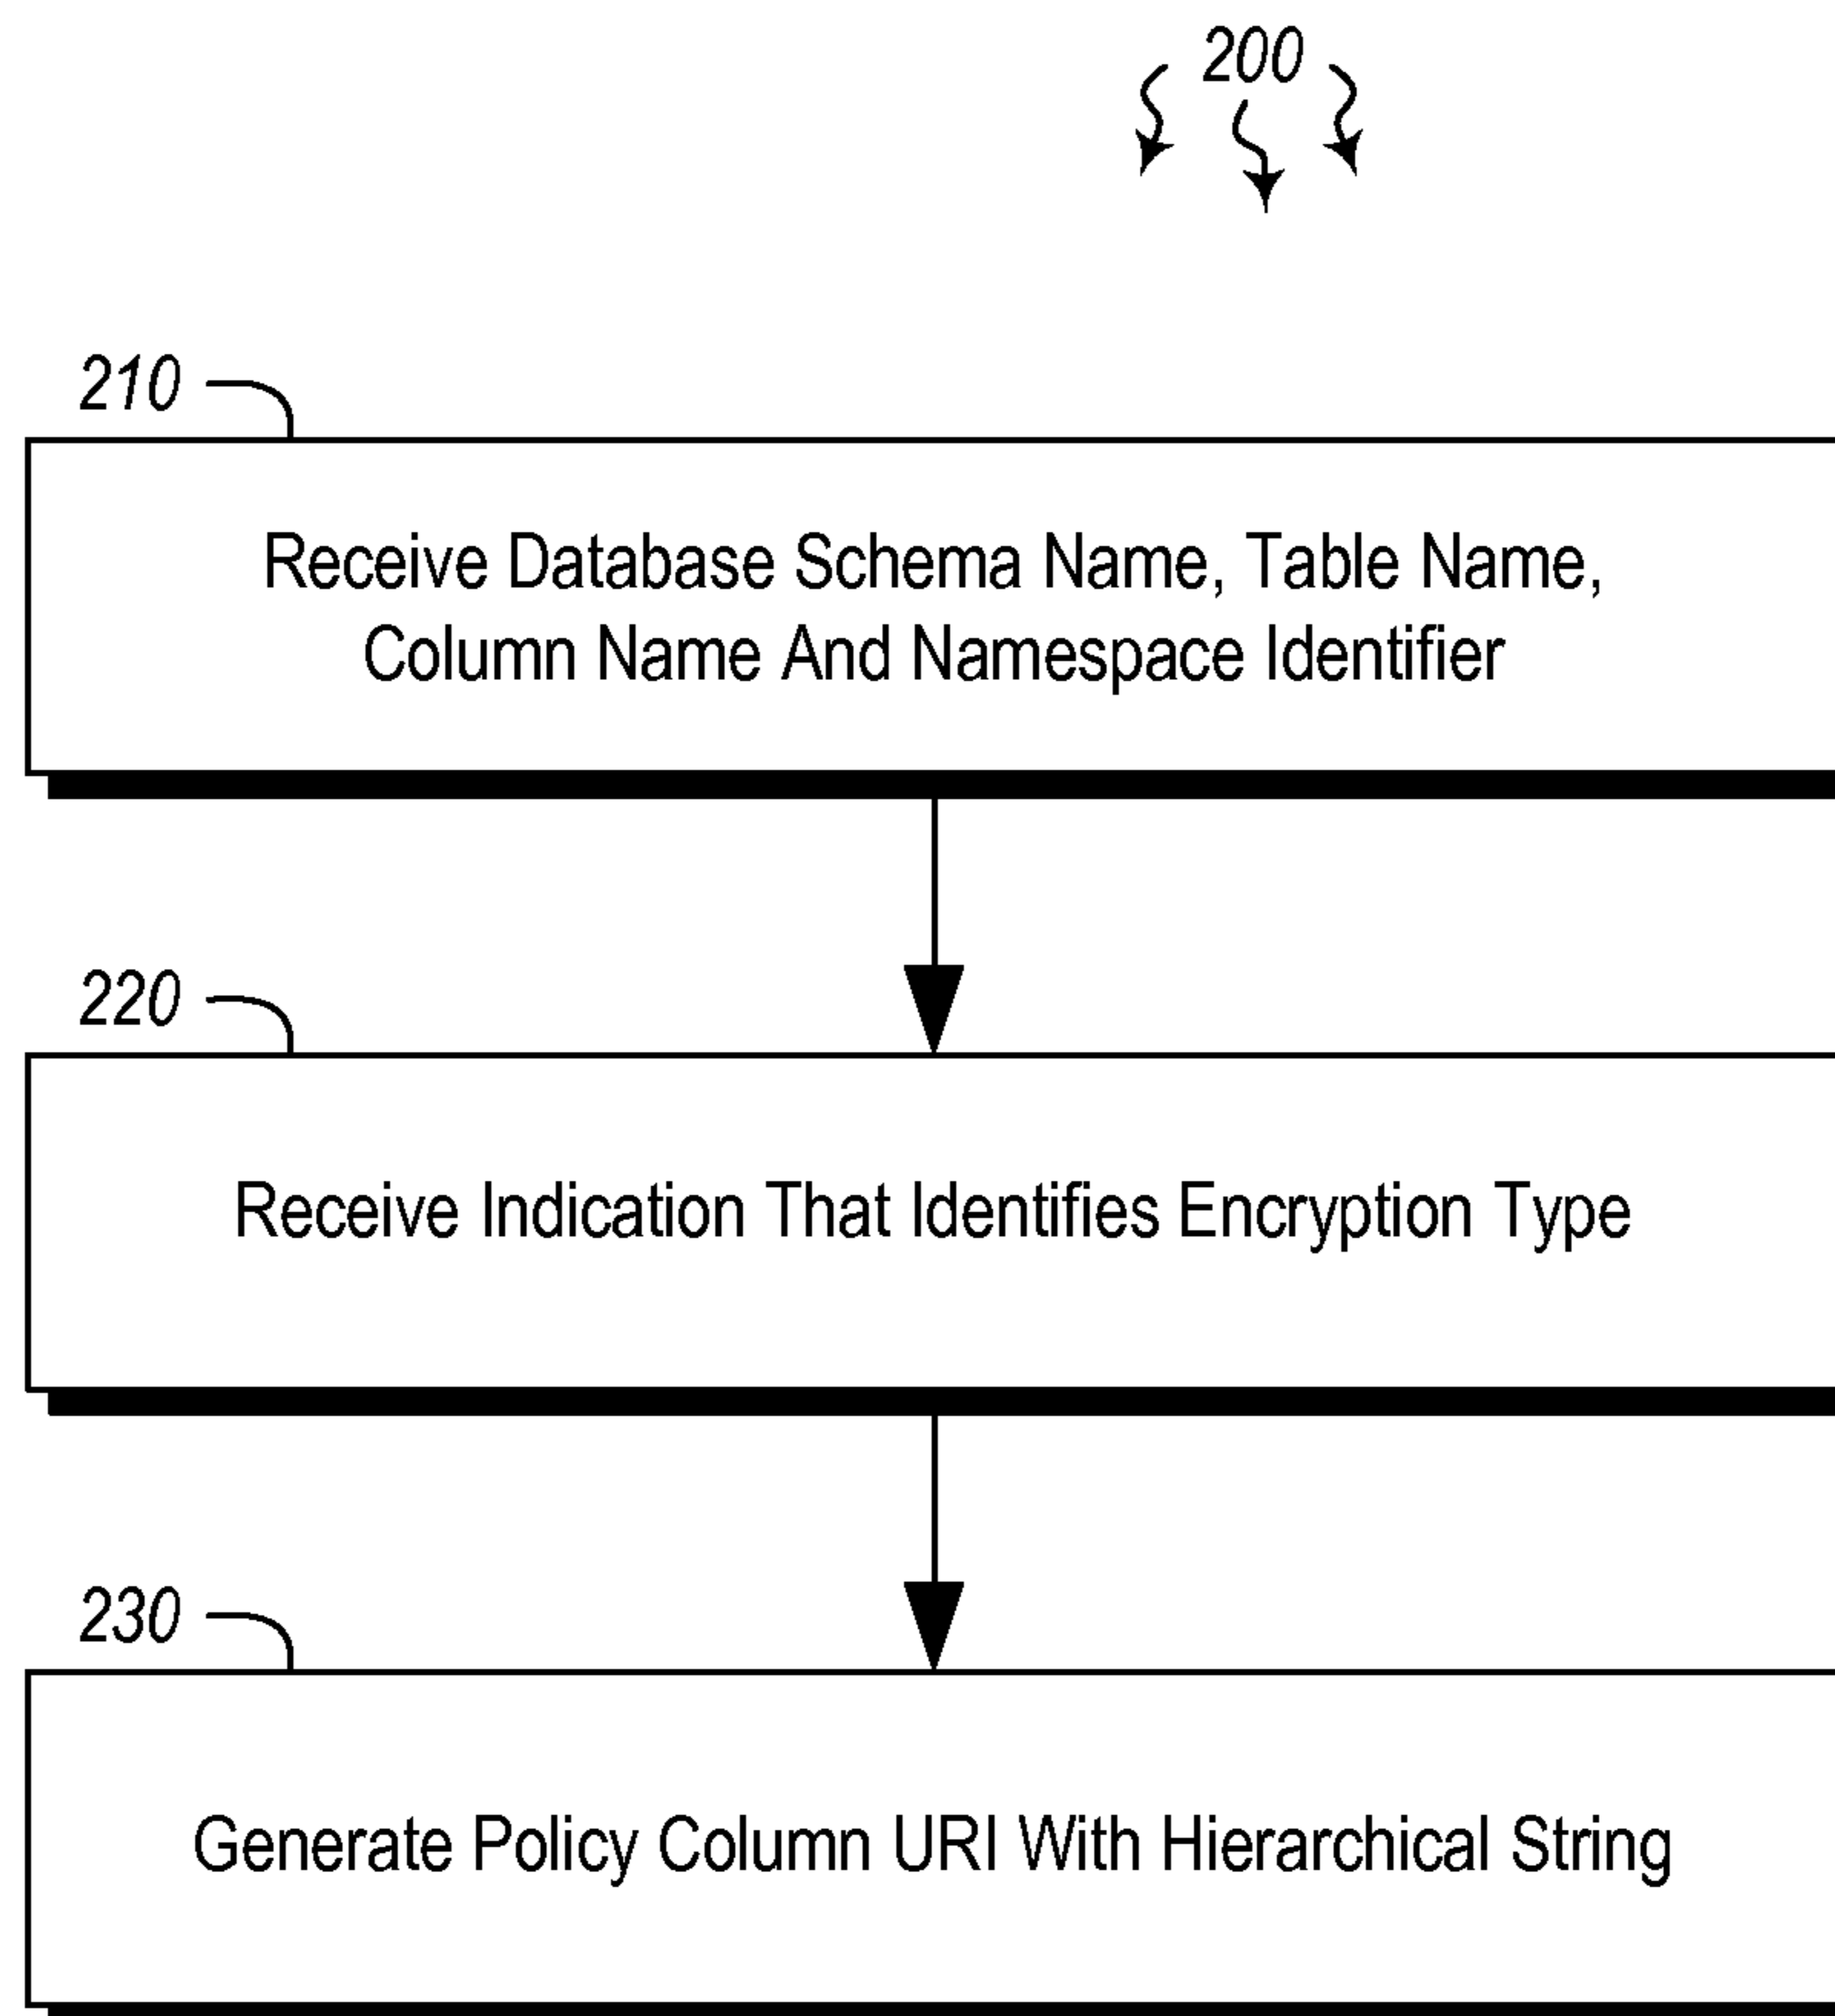 200
210
Receive Database Schema Name, Table Name,
Column Name And Namespace Identifier
220
Receive Indication That Identifies Encryption Type
230
Generate Policy Column URI With Hierarchical String